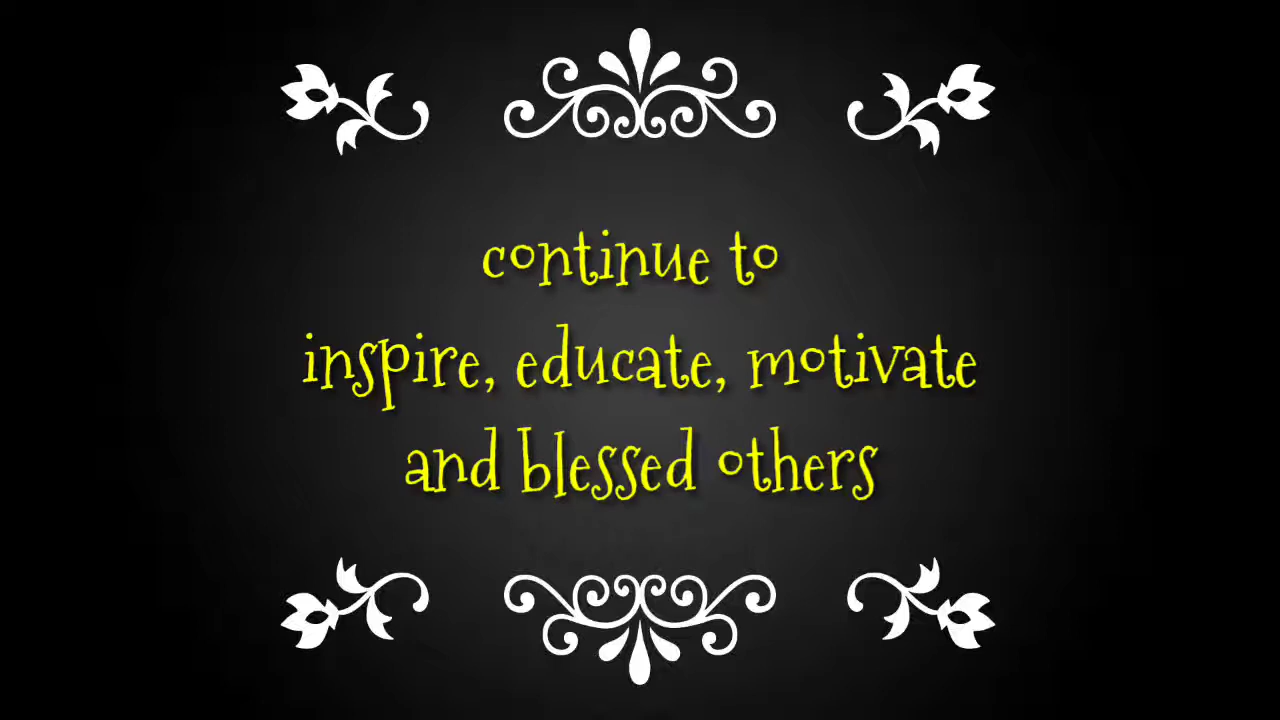 continue to
inspire, educate, motivate
and blessed others